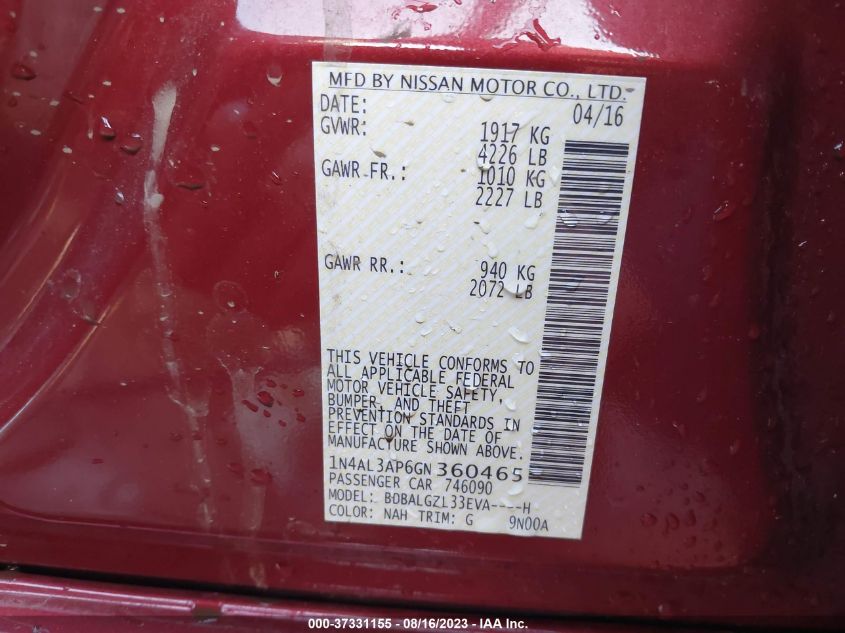 MFD BY NISSAN MOTOR CO., LTD.
DATE: 04/16
GVWR: 1917 KG
4226 LB
GAWR FR.: 1010 KG
2227 LB
GAWR RR.: 940 KG
2072 LB
THIS VEHICLE CONFORMS TO
ALL APPLICABLE FEDERAL
MOTOR VEHICLE SAFETY,
BUMPER, AND THEFT
PREVENTION STANDARDS IN
EFFECT ON THE DATE OF
MANUFACTURE SHOWN ABOVE.
1N4AL3AP6GN360465
PASSENGER CAR 746090
MODEL: BDBALGZL33EVA----H
COLOR: NAH TRIM: G 9N00A
000-37331155 - 08/16/2023 - IAA Inc.